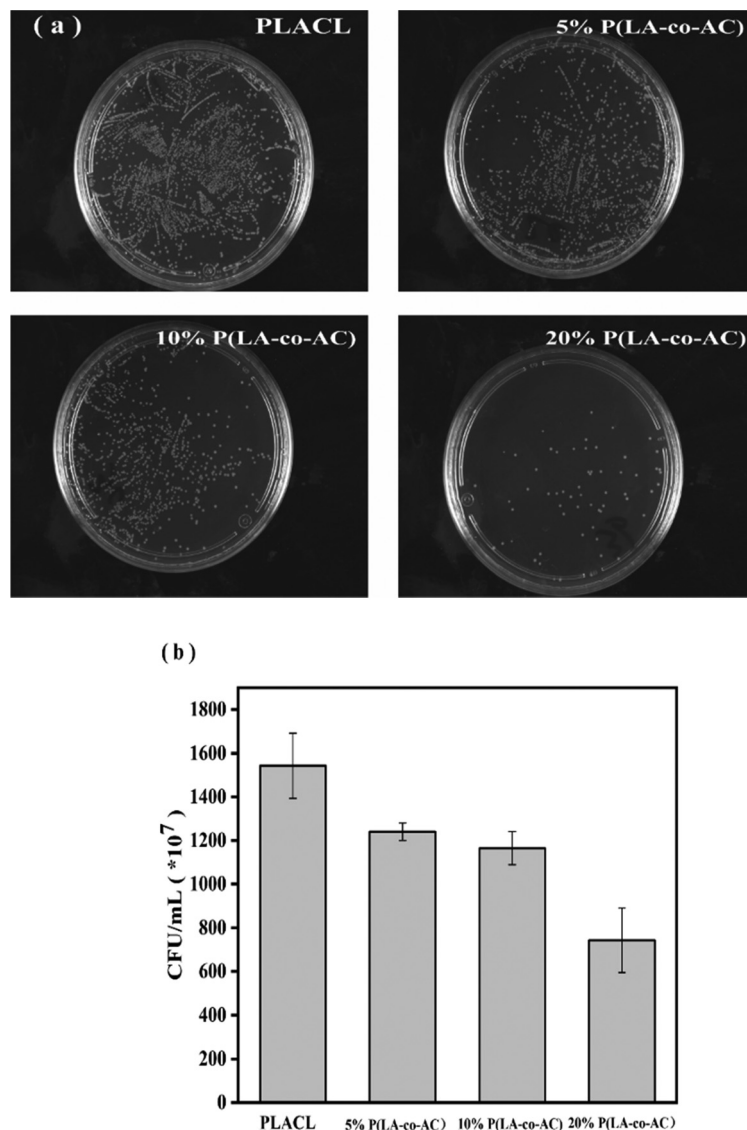 ( a )
PLACL
5% P(LA-co-AC)
10% P(LA-co-AC)
20% P(LA-co-AC)
( b )
1800
1600
1400
1200
1000
800
600
400
200
0
CFU/mL ( *10⁷ )
PLACL
5% P(LA-co-AC)
10% P(LA-co-AC)
20% P(LA-co-AC)